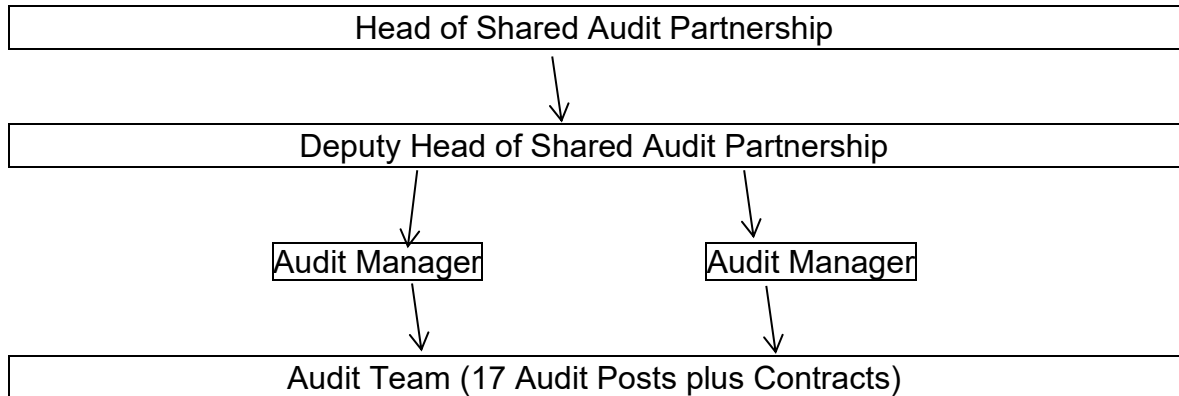 Head of Shared Audit Partnership
Deputy Head of Shared Audit Partnership
Audit Manager
Audit Manager
Audit Team (17 Audit Posts plus Contracts)